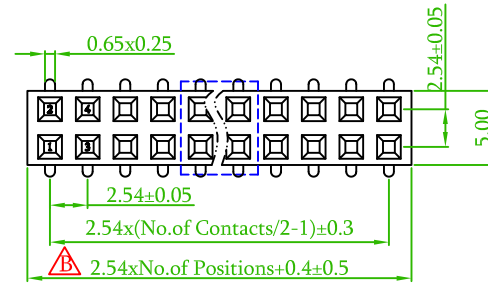 0.65x0.25
2.54±0.05
5.00
2 4
1 3
2.54±0.05
2.54x(No.of Contacts/2-1)±0.3
B
2.54xNo.of Positions+0.4±0.5